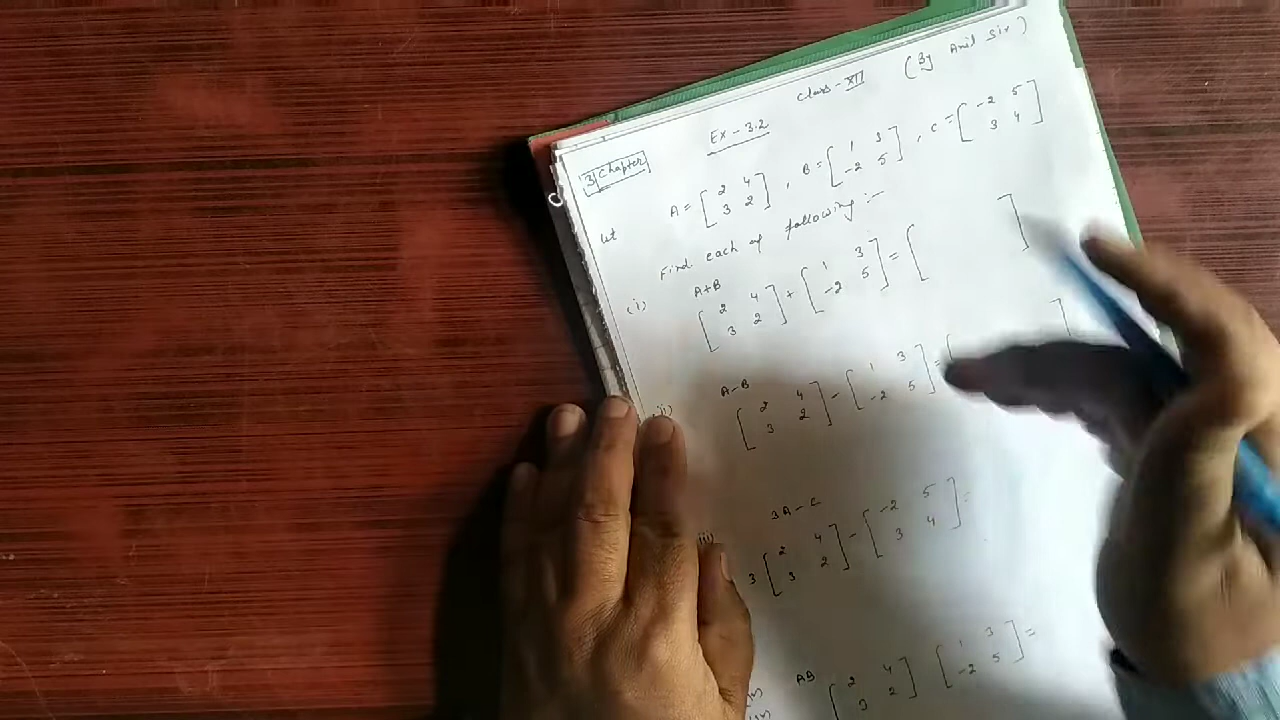 Class - XII (By Anil Sir)
Ex - 3.2
3 Chapter
Let A = [ 2 4 3 2 ] , B = [ 1 3 -2 5 ] , C = [ -2 5 3 4 ]
Find each of following :-
(i) A+B
[ 2 4 3 2 ] + [ 1 3 -2 5 ] = [ ]
(ii) A-B
[ 2 4 3 2 ] - [ 1 3 -2 5 ] = [ ]
(iii) 3A - C
3 [ 2 4 3 2 ] - [ -2 5 3 4 ] =
(iv) AB
[ 2 4 3 2 ] [ 1 3 -2 5 ] =